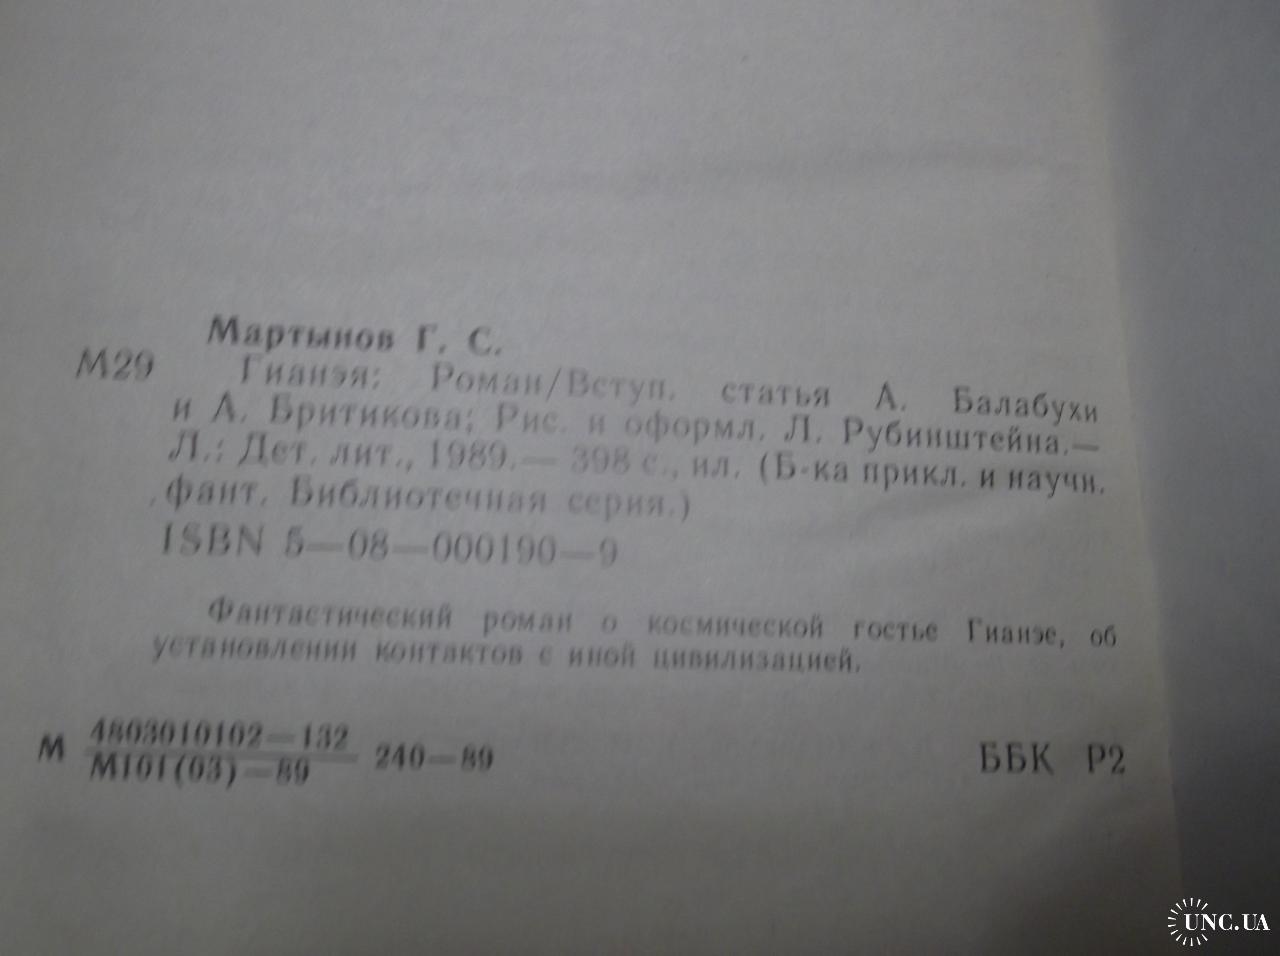 Мартынов Г. С.
М29 Гианэя: Роман/Вступ. статья А. Балабухи
и А. Бритикова; Рис. и оформл. Л. Рубинштейна.—
Л.: Дет. лит., 1989.— 398 с., ил. (Б-ка прикл. и научн.
фант. Библиотечная серия.)
ISBN 5—08—000190—9
Фантастический роман о космической гостье Гианэе, об
установлении контактов с иной цивилизацией.
М 4803010102—132
М101(03)—89
240—89
ББК Р2
UNC.UA